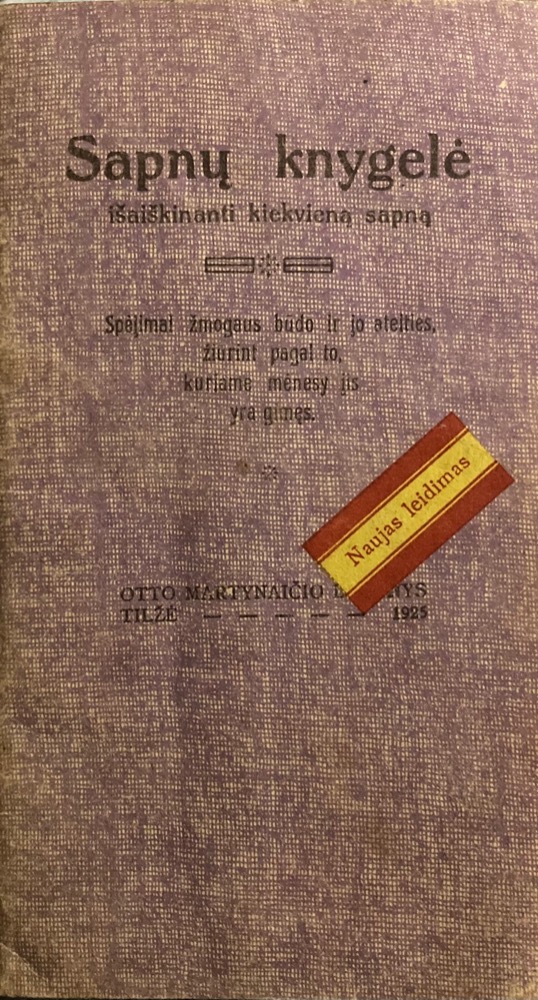 Sapnų knygelė
išaiškinanti kiekvieną sapną
Spėjimai žmogaus būdo ir jo ateities,
žiurint pagal to,
kuriame mėnesy jis
yra gimęs.
Naujas leidimas
OTTO MARTYNAIČIO
TILŽĖ — — — — — 1925